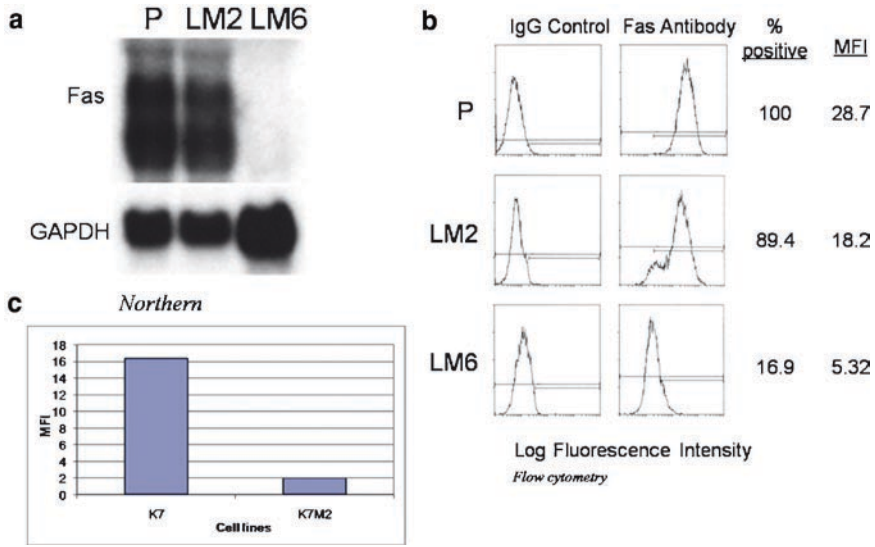 a
P LM2 LM6
Fas
GAPDH
Northern
b
IgG Control Fas Antibody % positive MFI
P 100 28.7
LM2 89.4 18.2
LM6 16.9 5.32
Log Fluorescence Intensity
Flow cytometry
c
18
16
14
12
10
8
6
4
2
0
MFI
K7 K7M2
Cell lines